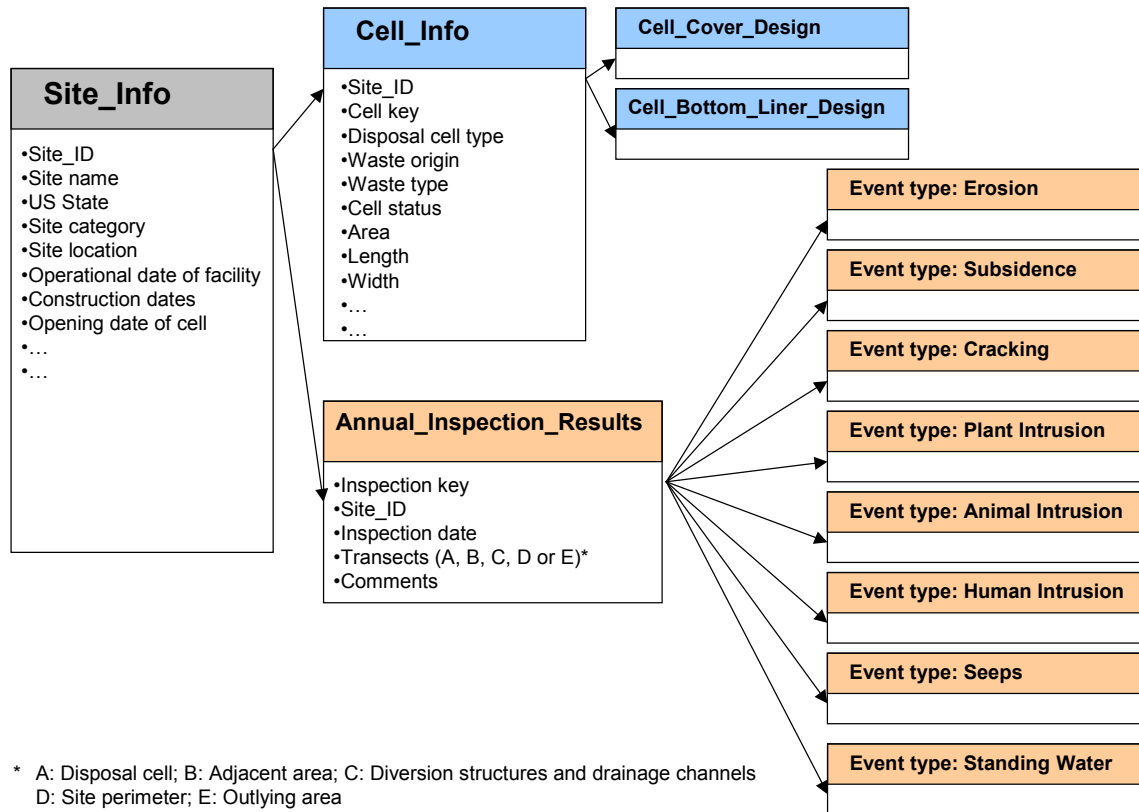 Site_Info
•Site_ID
•Site name
•US State
•Site category
•Site location
•Operational date of facility
•Construction dates
•Opening date of cell
•…
•…
Cell_Info
•Site_ID
•Cell key
•Disposal cell type
•Waste origin
•Waste type
•Cell status
•Area
•Length
•Width
•…
•…
Cell_Cover_Design
Cell_Bottom_Liner_Design
Annual_Inspection_Results
•Inspection key
•Site_ID
•Inspection date
•Transects (A, B, C, D or E)*
•Comments
Event type: Erosion
Event type: Subsidence
Event type: Cracking
Event type: Plant Intrusion
Event type: Animal Intrusion
Event type: Human Intrusion
Event type: Seeps
Event type: Standing Water
* A: Disposal cell; B: Adjacent area; C: Diversion structures and drainage channels
D: Site perimeter; E: Outlying area